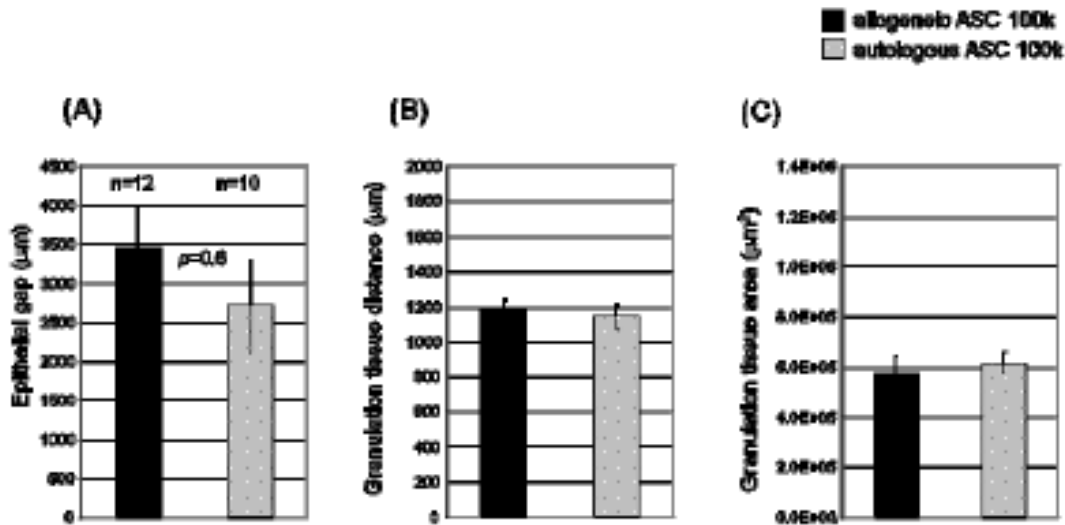 allogeneic ASC 100k
autologous ASC 100k
(A)
(B)
(C)
Epithelial gap (μm)
4500
4000
3500
3000
2500
2000
1500
1000
500
0
n=12
n=10
p=0.6
Granulation tissue distance (μm)
2000
1800
1600
1400
1200
1000
800
600
400
200
0
Granulation tissue area (μm²)
1.4E+06
1.2E+06
1.0E+06
8.0E+05
6.0E+05
4.0E+05
2.0E+05
0.0E+00